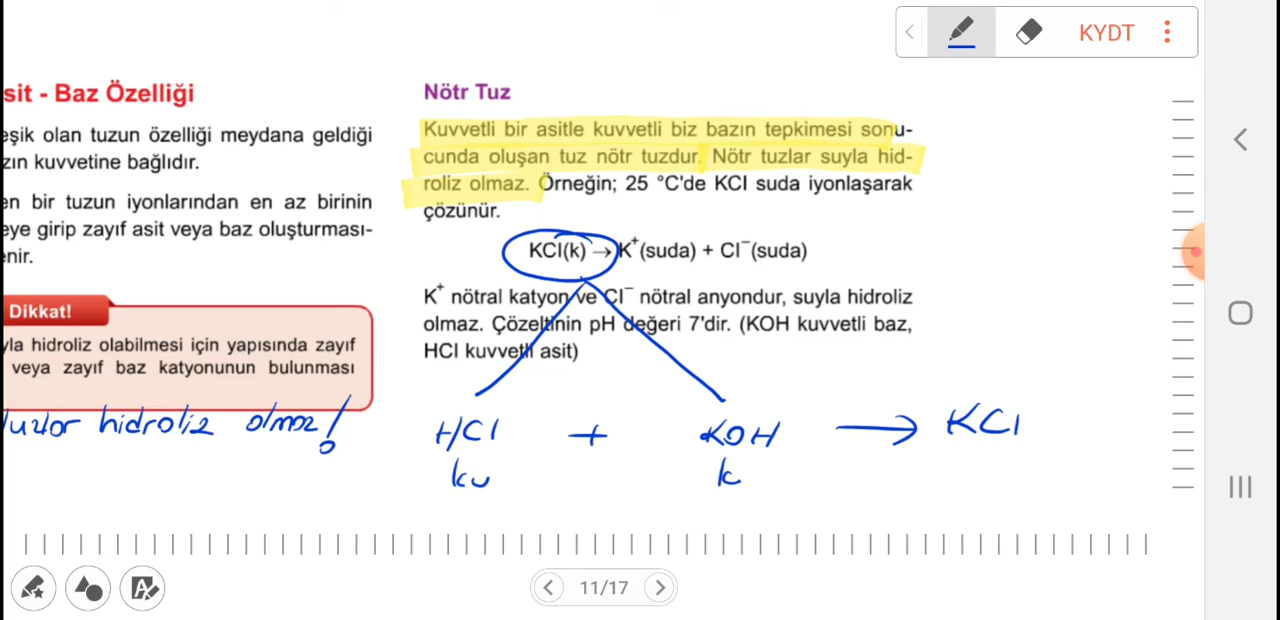 KYDT
sit - Baz Özelliği
eşik olan tuzun özelliği meydana geldiği
zın kuvvetine bağlıdır.
en bir tuzun iyonlarından en az birinin
eye girip zayıf asit veya baz oluşturması-
enir.
Dikkat!
yla hidroliz olabilmesi için yapısında zayıf
veya zayıf baz katyonunun bulunması
tuzlar hidroliz olmaz!
Nötr Tuz
Kuvvetli bir asitle kuvvetli biz bazın tepkimesi sonu-
cunda oluşan tuz nötr tuzdur. Nötr tuzlar suyla hid-
roliz olmaz. Örneğin; 25 °C'de KCl suda iyonlaşarak
çözünür.
KCl(k) → K⁺(suda) + Cl⁻(suda)
K⁺ nötral katyon ve Cl⁻ nötral anyondur, suyla hidroliz
olmaz. Çözeltinin pH değeri 7'dir. (KOH kuvvetli baz,
HCl kuvvetli asit)
HCl + KOH → KCl
ku k
11/17